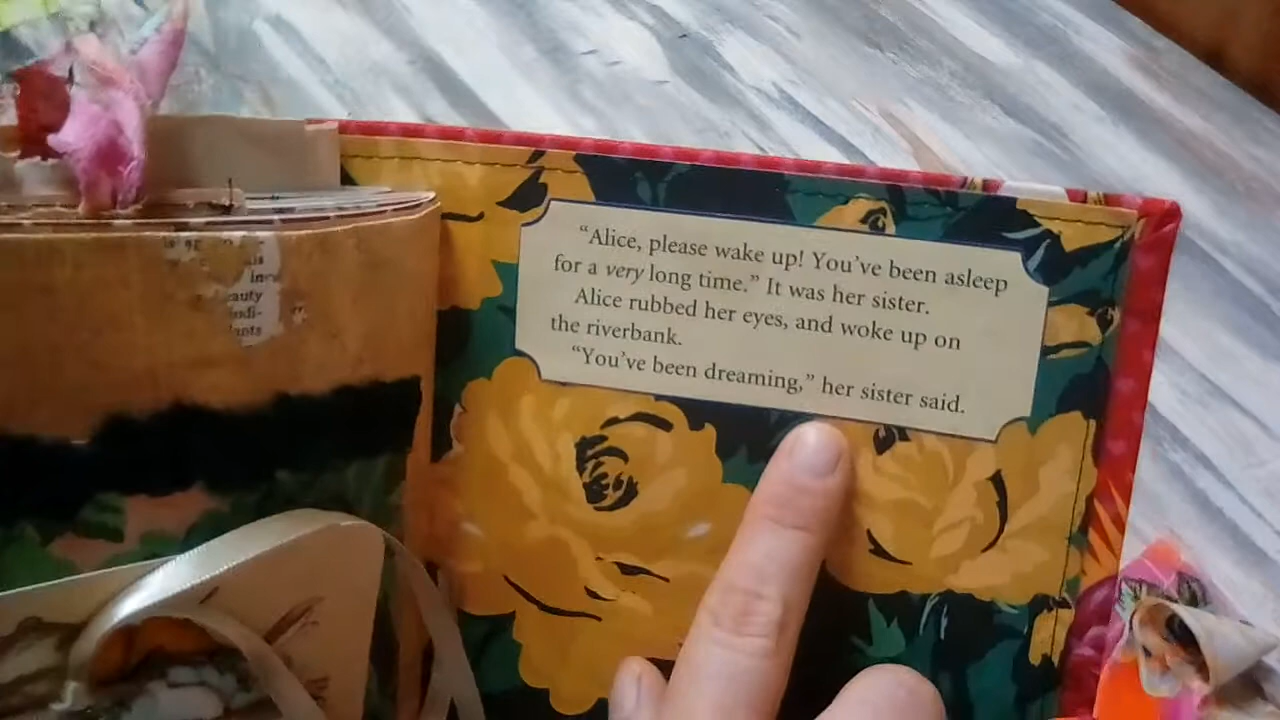 "Alice, please wake up! You've been asleep
for a very long time." It was her sister.
Alice rubbed her eyes, and woke up on
the riverbank.
"You've been dreaming," her sister said.